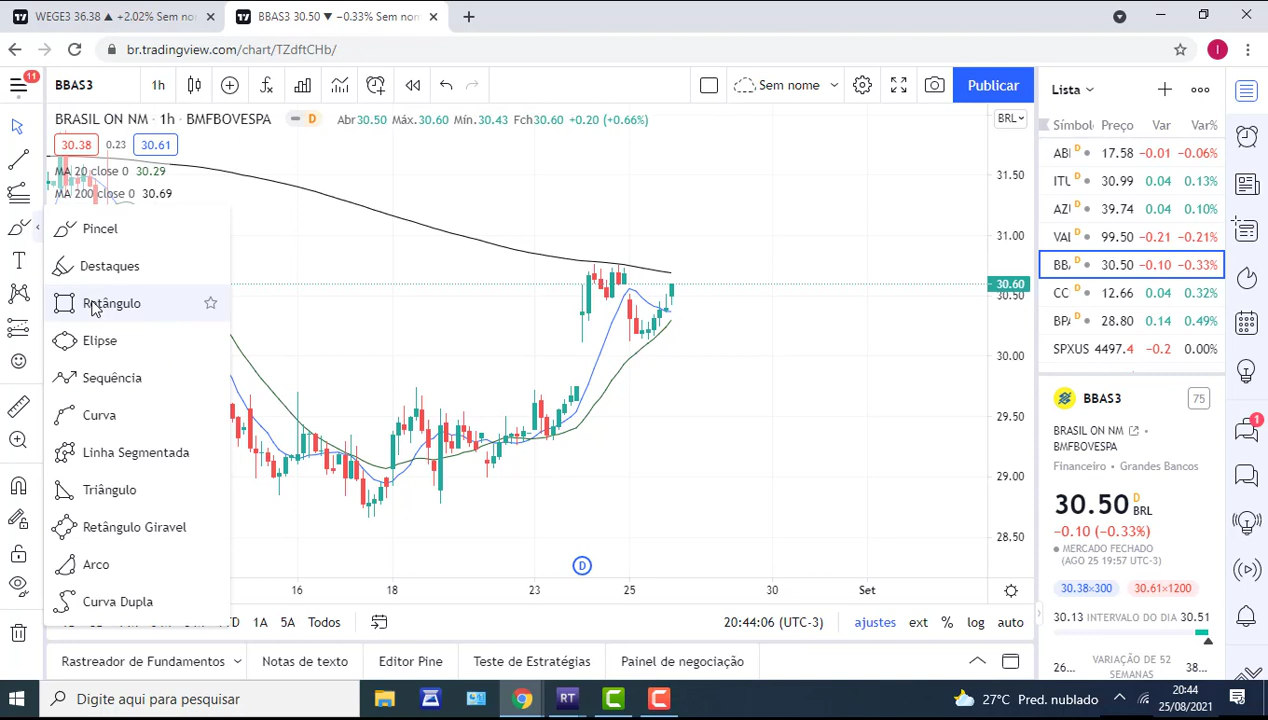 WEGE3 36.38 ▲ +2.02% Sem nor
BBAS3 30.50 ▼ −0.33% Sem nom
br.tradingview.com/chart/TZdftCHb/
I
11
BBAS3
1h
Sem nome
Publicar
Lista
BRASIL ON NM · 1h · BMFBOVESPA
D
Abr30.50 Máx.30.60 Mín.30.43 Fch30.60 +0.20 (+0.66%)
BRL
30.38
0.23
30.61
MA 20 close 0 30.29
MA 200 close 0 30.69
Símbol Preço Var Var%
ABI D 17.58 −0.01 −0.06%
ITU D 30.99 0.04 0.13%
AZU D 39.74 0.04 0.10%
VAI D 99.50 −0.21 −0.21%
BB D 30.50 −0.10 −0.33%
CC D 12.66 0.04 0.32%
BPA D 28.80 0.14 0.49%
SPXUS 4497.4 −0.2 0.00%
Pincel
Destaques
Retângulo
Elipse
Sequência
Curva
Linha Segmentada
Triângulo
Retângulo Giravel
Arco
Curva Dupla
31.50
31.00
30.60
30.50
30.00
29.50
29.00
28.50
D
16
18
23
25
30
Set
1A
5A
Todos
20:44:06 (UTC-3)
ajustes
ext
%
log
auto
Rastreador de Fundamentos
Notas de texto
Editor Pine
Teste de Estratégias
Painel de negociação
BBAS3
75
BRASIL ON NM
BMFBOVESPA
Financeiro • Grandes Bancos
30.50 D BRL
−0.10 (−0.33%)
MERCADO FECHADO
(AGO 25 19:57 UTC-3)
30.38×300
30.61×1200
30.13 INTERVALO DO DIA 30.51
26... VARIAÇÃO DE 52 SEMANAS 38...
1
Digite aqui para pesquisar
RT
C
C
27°C Pred. nublado
20:44
25/08/2021